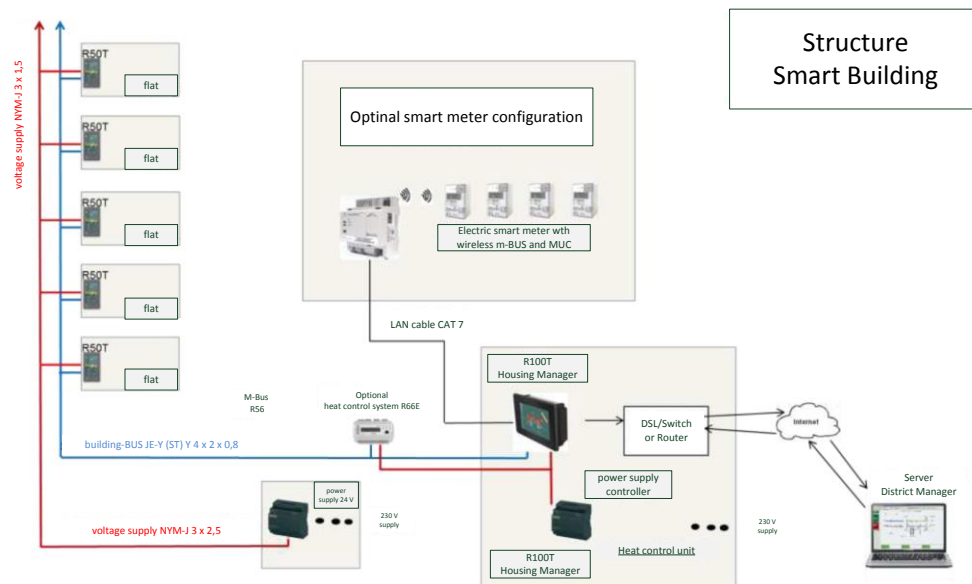 Structure
Smart Building
voltage supply NYM-J 3 x 1,5
R50T
flat
R50T
flat
R50T
flat
R50T
flat
R50T
flat
Optinal smart meter configuration
Electric smart meter wth
wireless m-BUS and MUC
LAN cable CAT 7
R100T
Housing Manager
M-Bus
R56
Optional
heat control system R66E
DSL/Switch
or Router
Internet
building-BUS JE-Y (ST) Y 4 x 2 x 0,8
Server
District Manager
power supply
controller
power
supply 24 V
230 V
supply
230 V
supply
voltage supply NYM-J 3 x 2,5
Heat control unit
R100T
Housing Manager